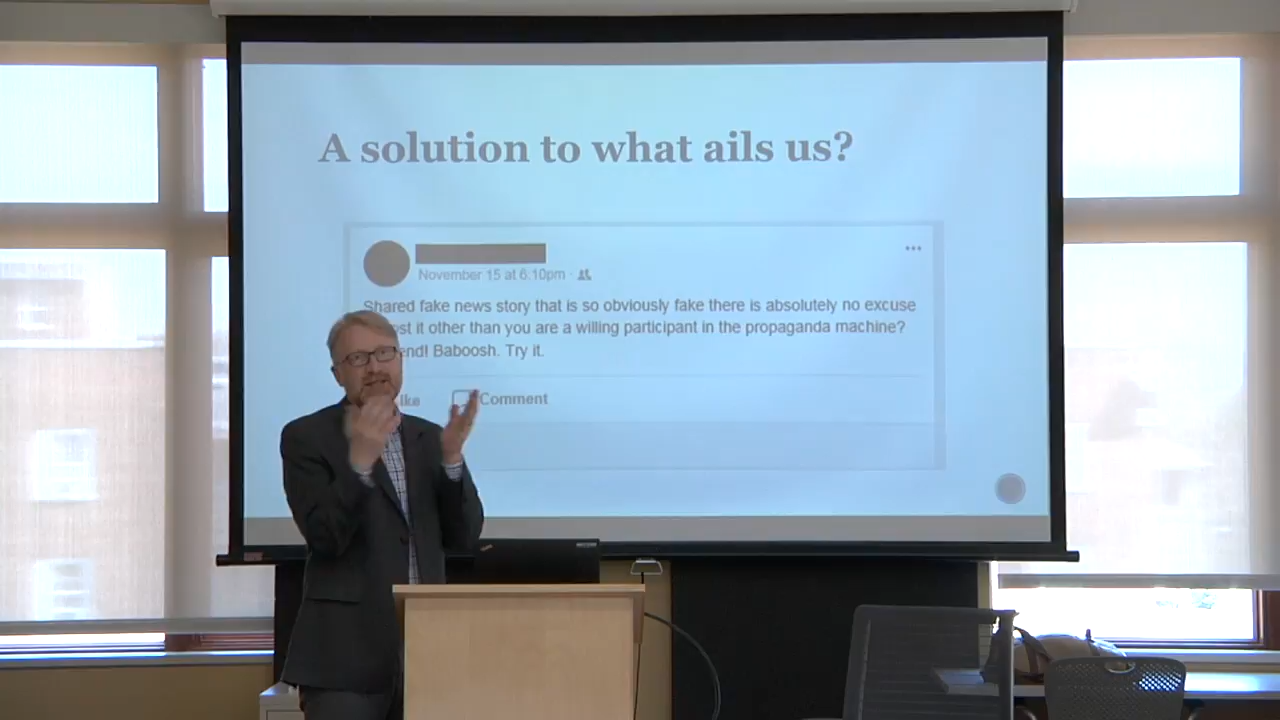 A solution to what ails us?
November 15 at 6:10pm
Shared fake news story that is so obviously fake there is absolutely no excuse
it other than you are a willing participant in the propaganda machine?
Baboosh. Try it.
Comment